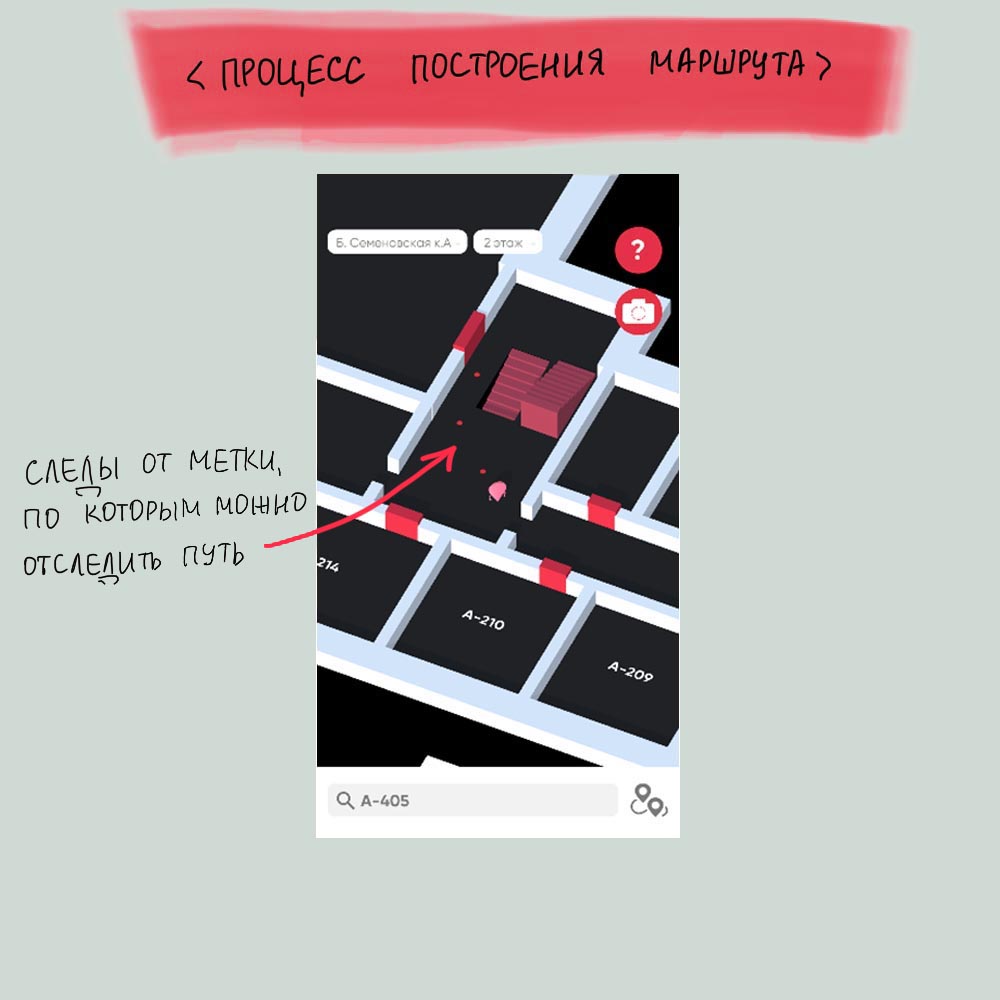 < ПРОЦЕСС ПОСТРОЕНИЯ МАРШРУТА >
Б. Семеновская к.А
2 этаж
?
СЛЕДЫ ОТ МЕТКИ,
ПО КОТОРЫМ МОЖНО
ОТСЛЕДИТЬ ПУТЬ
214
А-210
А-209
А-405